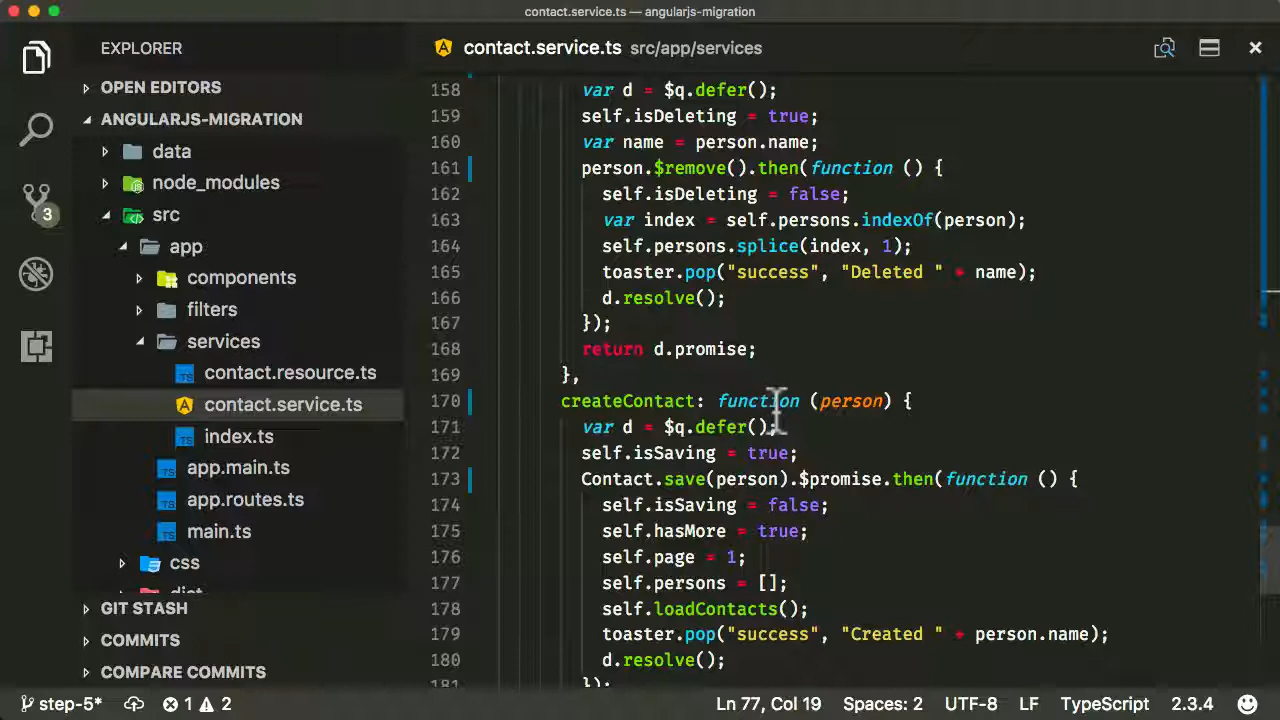 contact.service.ts — angularjs-migration
EXPLORER
OPEN EDITORS
ANGULARJS-MIGRATION
data
node_modules
src
app
components
filters
services
contact.resource.ts
contact.service.ts
index.ts
app.main.ts
app.routes.ts
main.ts
css
GIT STASH
COMMITS
COMPARE COMMITS
3
contact.service.ts src/app/services
158 var d = $q.defer();
159 self.isDeleting = true;
160 var name = person.name;
161 person.$remove().then(function () {
162 self.isDeleting = false;
163 var index = self.persons.indexOf(person);
164 self.persons.splice(index, 1);
165 toaster.pop("success", "Deleted " + name);
166 d.resolve();
167 });
168 return d.promise;
169 },
170 createContact: function (person) {
171 var d = $q.defer();
172 self.isSaving = true;
173 Contact.save(person).$promise.then(function () {
174 self.isSaving = false;
175 self.hasMore = true;
176 self.page = 1;
177 self.persons = [];
178 self.loadContacts();
179 toaster.pop("success", "Created " + person.name);
180 d.resolve();
181 });
step-5* 1 2 Ln 77, Col 19 Spaces: 2 UTF-8 LF TypeScript 2.3.4